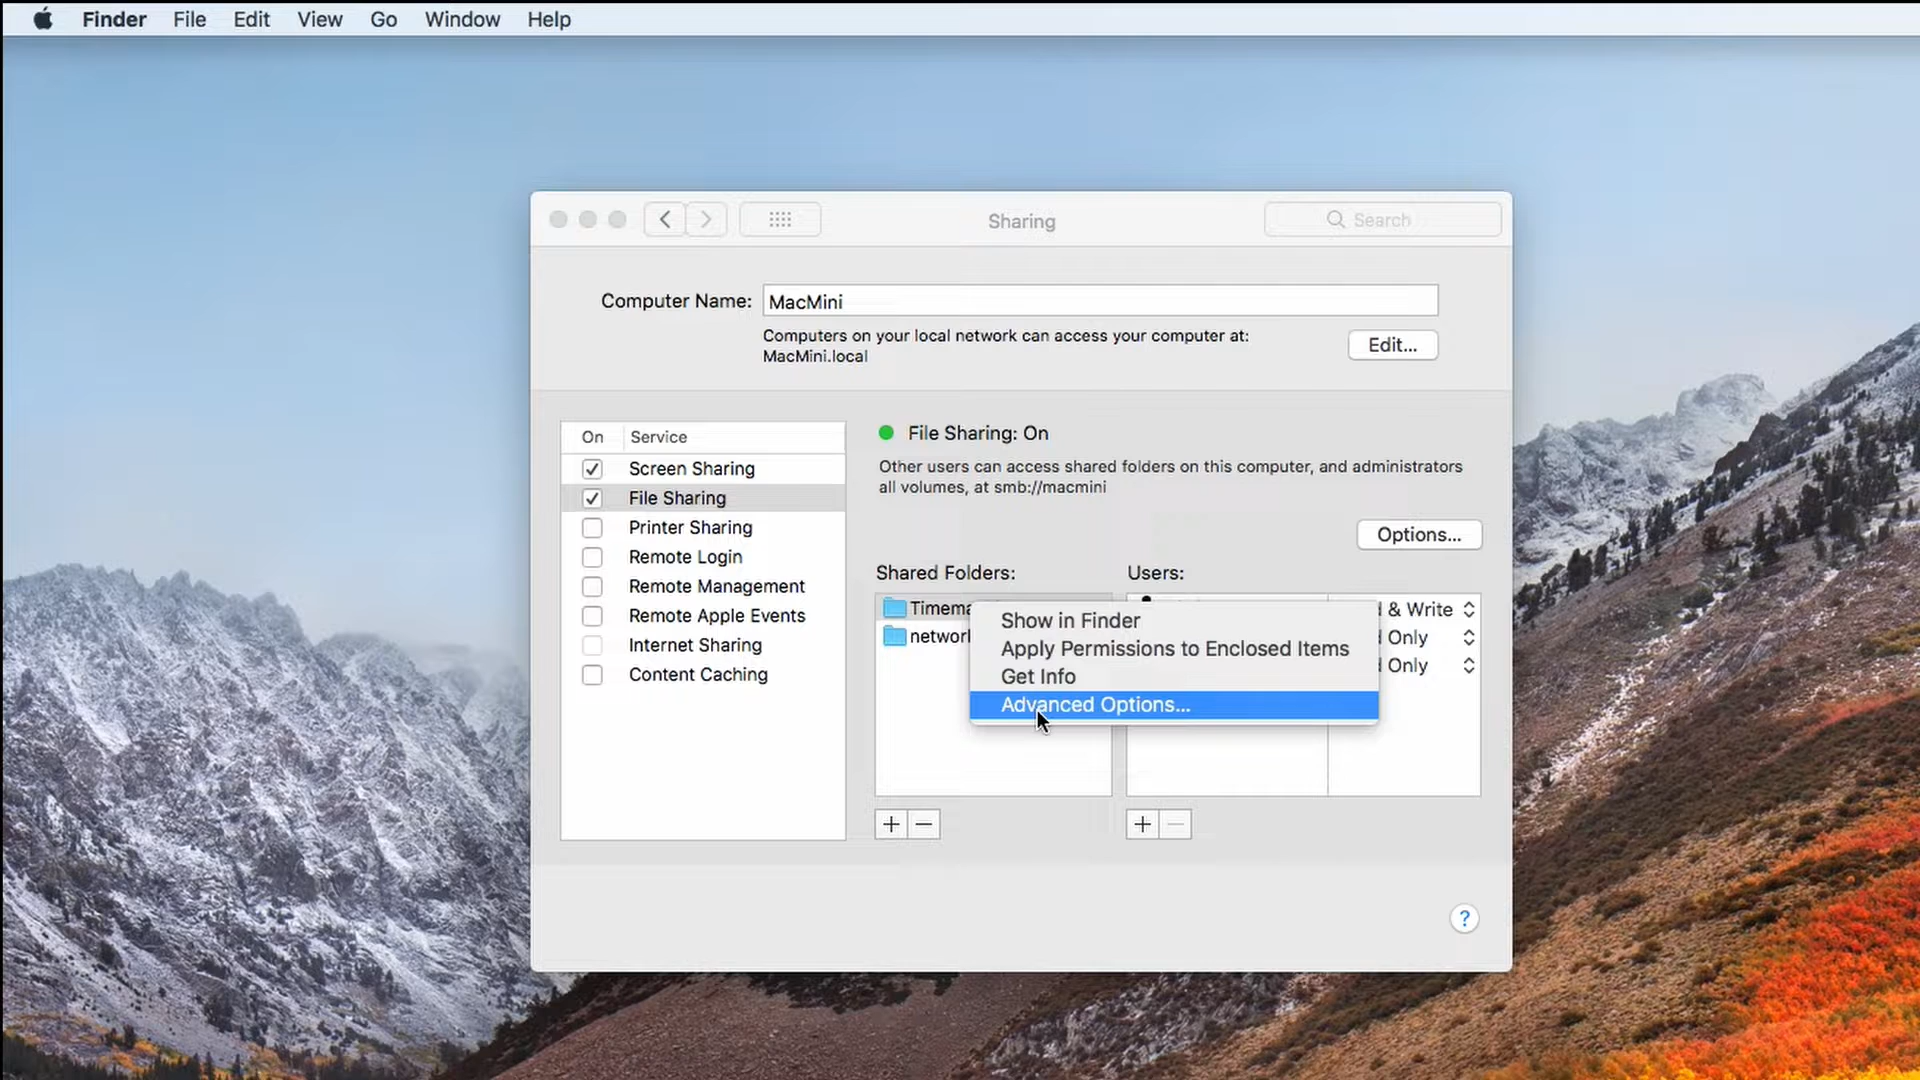 Finder File Edit View Go Window Help
Sharing
Search
Computer Name: MacMini
Computers on your local network can access your computer at:
MacMini.local
Edit...
On Service
Screen Sharing
File Sharing
Printer Sharing
Remote Login
Remote Management
Remote Apple Events
Internet Sharing
Content Caching
File Sharing: On
Other users can access shared folders on this computer, and administrators
all volumes, at smb://macmini
Options...
Shared Folders:
Users:
Show in Finder
Apply Permissions to Enclosed Items
Get Info
Advanced Options...
& Write
Only
Only
?